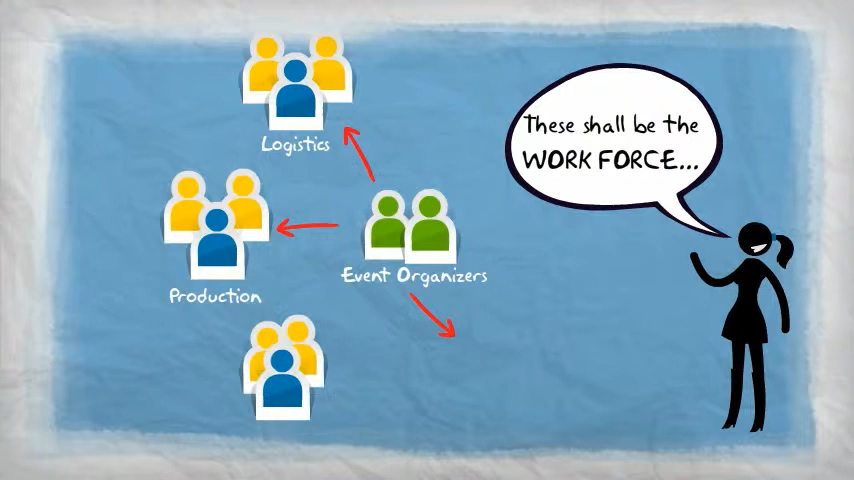 Logistics
These shall be the
WORK FORCE...
Event Organizers
Production